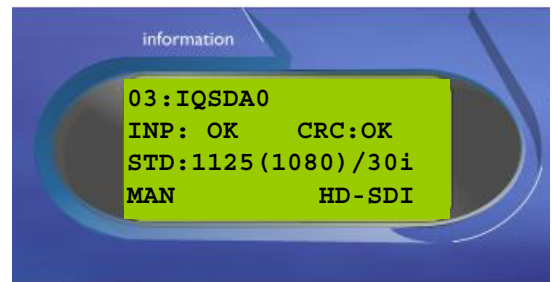 information
03:IQSDA0
INP: OK CRC:OK
STD:1125(1080)/30i
MAN HD-SDI